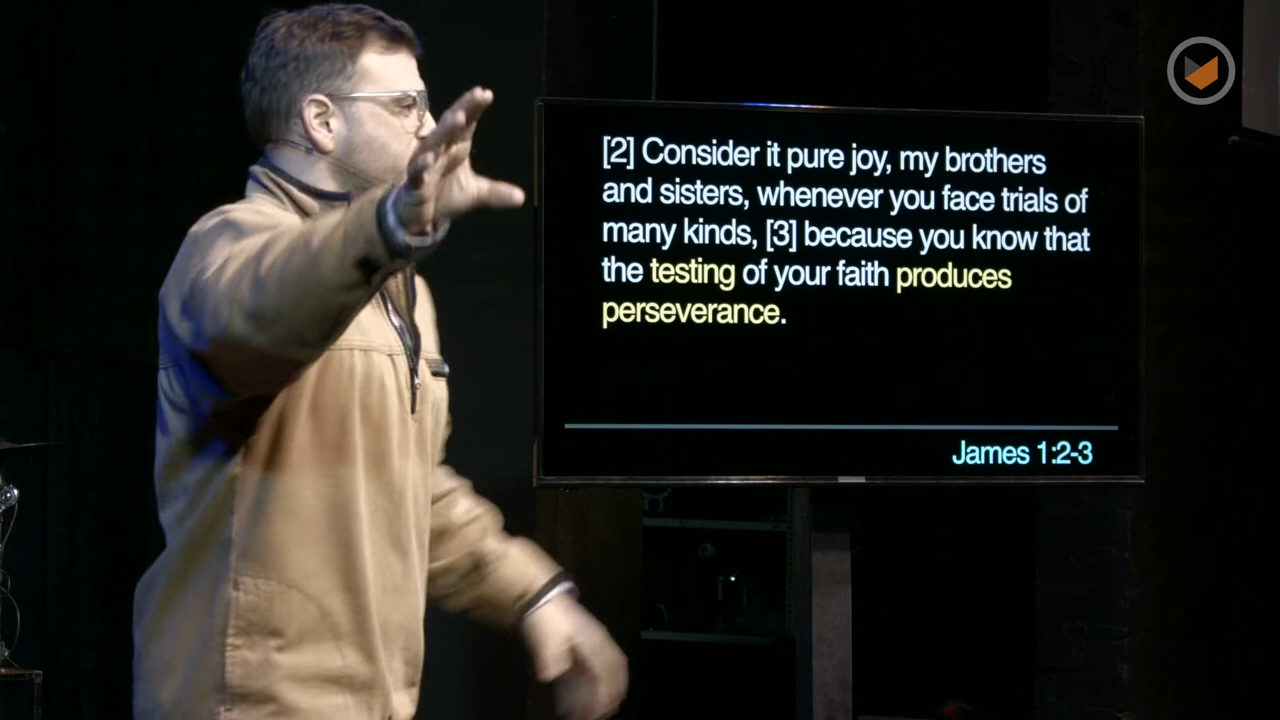 [2] Consider it pure joy, my brothers
and sisters, whenever you face trials of
many kinds, [3] because you know that
the testing of your faith produces
perseverance.
James 1:2-3